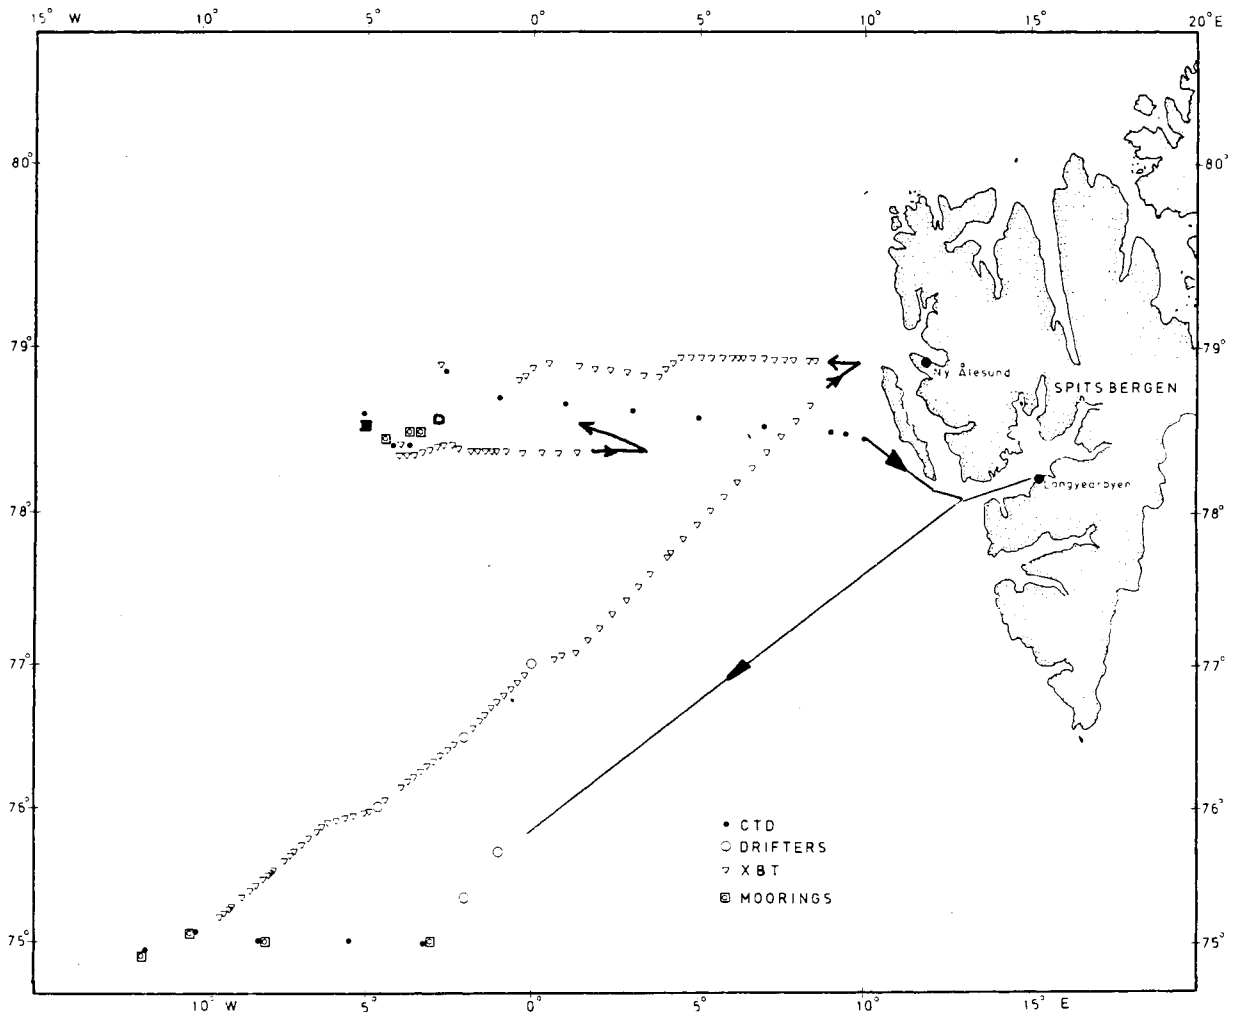 15° W 10° 5° 0° 5° 10° 15° 20° E
80° 80°
79° 79°
Ny Ålesund
SPITSBERGEN
Longyearbyen
78° 78°
77° 77°
76° 76°
CTD
DRIFTERS
XBT
MOORINGS
75° 75°
10° W 5° 0° 5° 10° 15° E